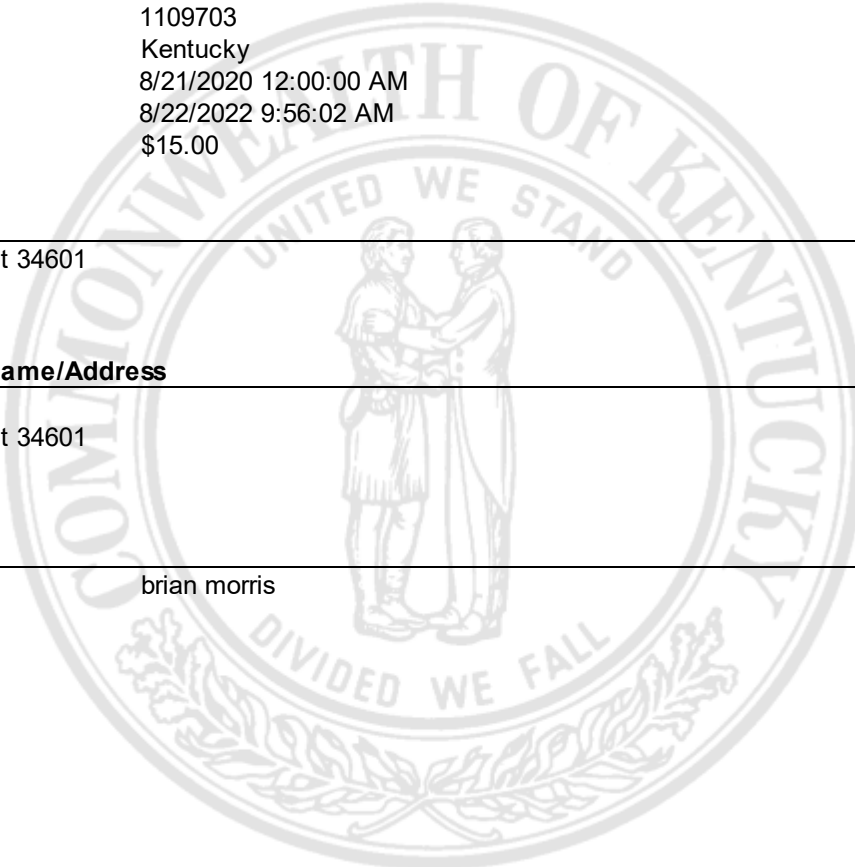 1109703
Kentucky
8/21/2020 12:00:00 AM
8/22/2022 9:56:02 AM
$15.00
t 34601
ame/Address
t 34601
brian morris
COMMONWEALTH OF KENTUCKY
UNITED WE STAND
DIVIDED WE FALL